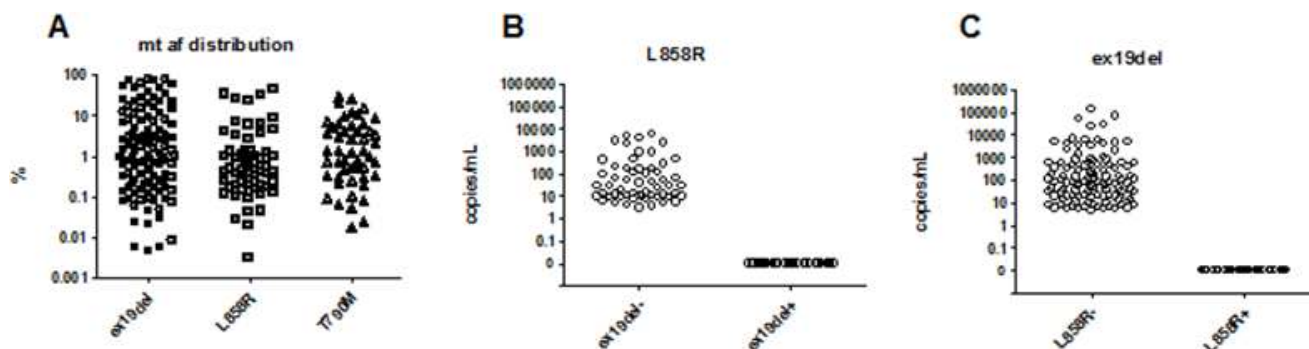 A
mt af distribution
%
100
10
1
0.1
0.01
0.001
ex19del
L858R
T790M
B
L858R
copies/mL
1000000
100000
10000
1000
100
10
1
0.1
0
ex19del-
ex19del+
C
ex19del
copies/mL
1000000
100000
10000
1000
100
10
1
0.1
0
L858R-
L858R+